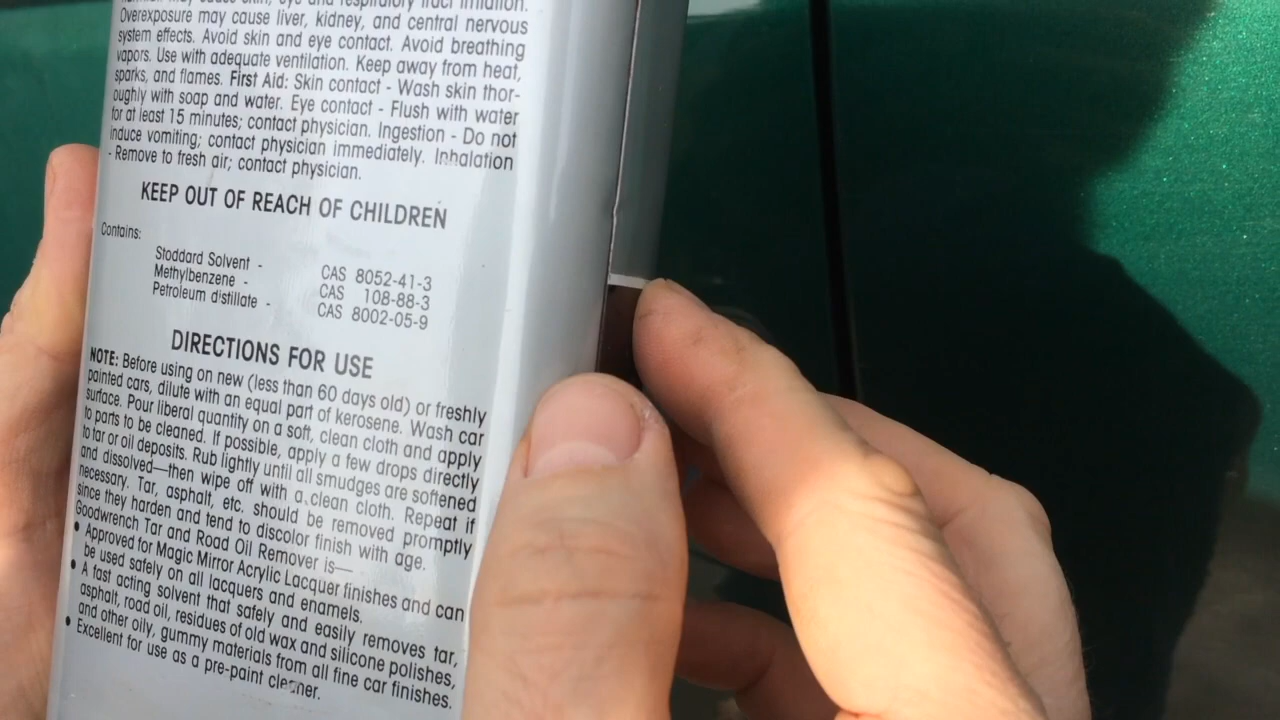 may cause skin, eye and respiratory tract irritation.
Overexposure may cause liver, kidney, and central nervous
system effects. Avoid skin and eye contact. Avoid breathing
vapors. Use with adequate ventilation. Keep away from heat,
sparks, and flames. First Aid: Skin contact - Wash skin thor-
oughly with soap and water. Eye contact - Flush with water
for at least 15 minutes; contact physician. Ingestion - Do not
induce vomiting; contact physician immediately. Inhalation
- Remove to fresh air; contact physician.
KEEP OUT OF REACH OF CHILDREN
Contains:
Stoddard Solvent - CAS 8052-41-3
Methylbenzene - CAS 108-88-3
Petroleum distillate - CAS 8002-05-9
DIRECTIONS FOR USE
NOTE: Before using on new (less than 60 days old) or freshly
painted cars, dilute with an equal part of kerosene. Wash car
surface. Pour liberal quantity on a soft, clean cloth and apply
to parts to be cleaned. If possible, apply a few drops directly
to tar or oil deposits. Rub lightly until all smudges are softened
and dissolved—then wipe off with a clean cloth. Repeat if
necessary. Tar, asphalt, etc. should be removed promptly
since they harden and tend to discolor finish with age.
Goodwrench Tar and Road Oil Remover is—
• Approved for Magic Mirror Acrylic Lacquer finishes and can
be used safely on all lacquers and enamels.
• A fast acting solvent that safely and easily removes tar,
asphalt, road oil, residues of old wax and silicone polishes,
and other oily, gummy materials from all fine car finishes.
• Excellent for use as a pre-paint cleaner.